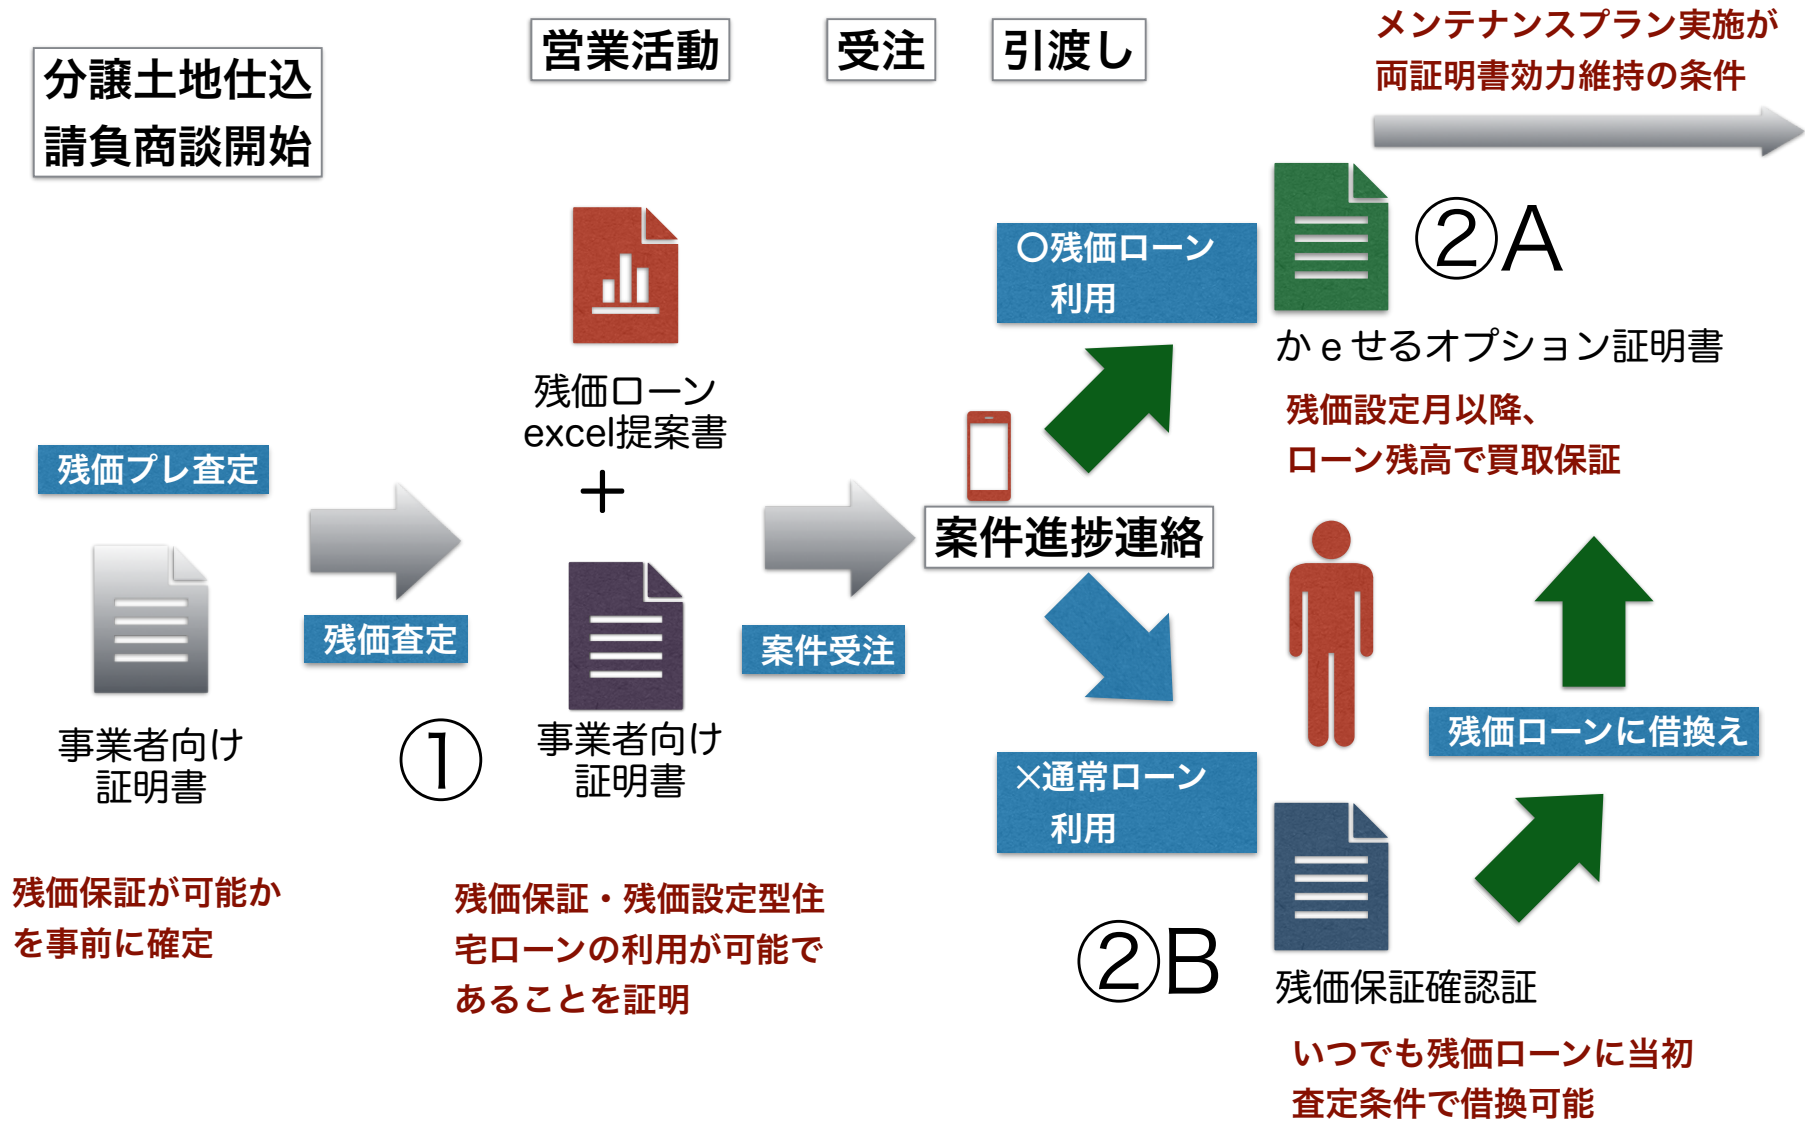 分譲土地仕込
請負商談開始
営業活動
受注
引渡し
メンテナンスプラン実施が
両証明書効力維持の条件
残価プレ査定
事業者向け
証明書
残価保証が可能か
を事前に確定
残価査定
①
残価ローン
excel提案書
+
事業者向け
証明書
残価保証・残価設定型住
宅ローンの利用が可能で
あることを証明
案件受注
案件進捗連絡
○残価ローン
利用
②A
かeせるオプション証明書
残価設定月以降、
ローン残高で買取保証
残価ローンに借換え
×通常ローン
利用
②B
残価保証確認証
いつでも残価ローンに当初
査定条件で借換可能